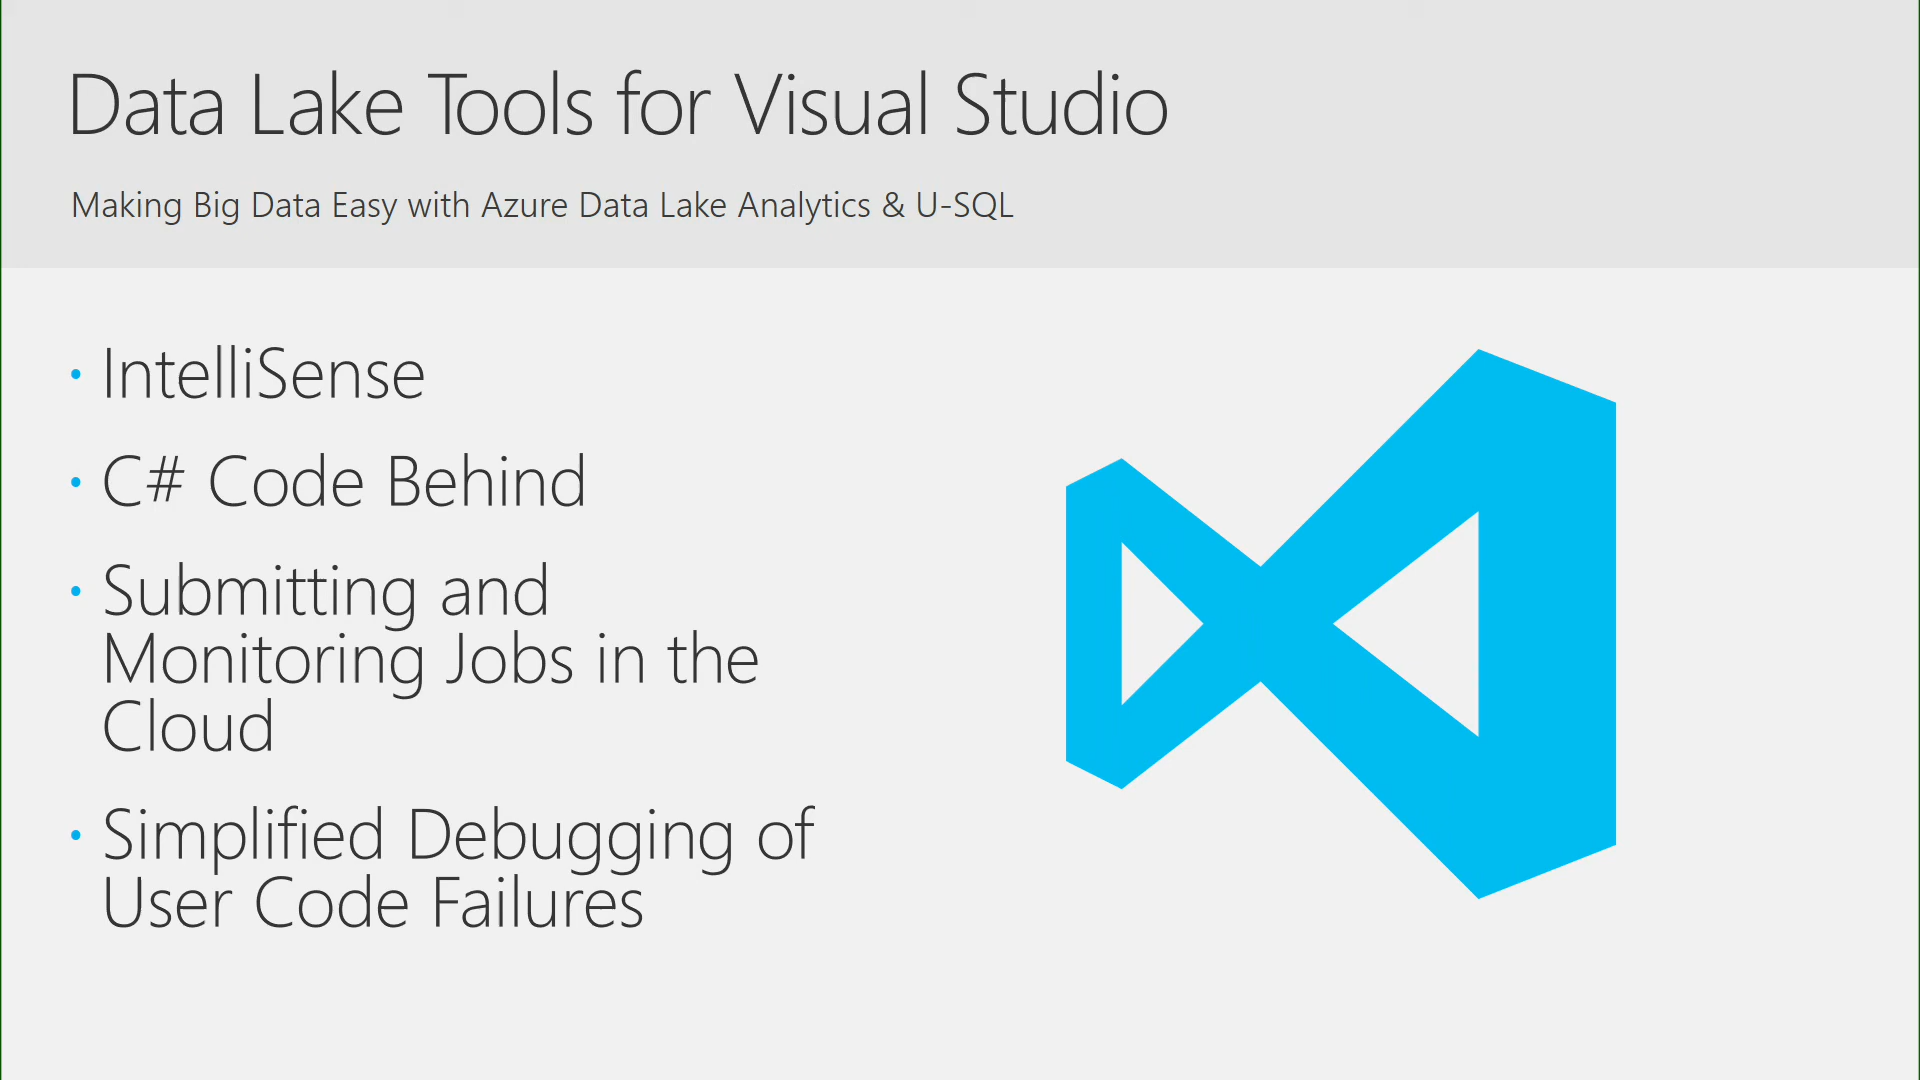 Data Lake Tools for Visual Studio
Making Big Data Easy with Azure Data Lake Analytics & U-SQL
• IntelliSense
• C# Code Behind
• Submitting and
Monitoring Jobs in the
Cloud
• Simplified Debugging of
User Code Failures